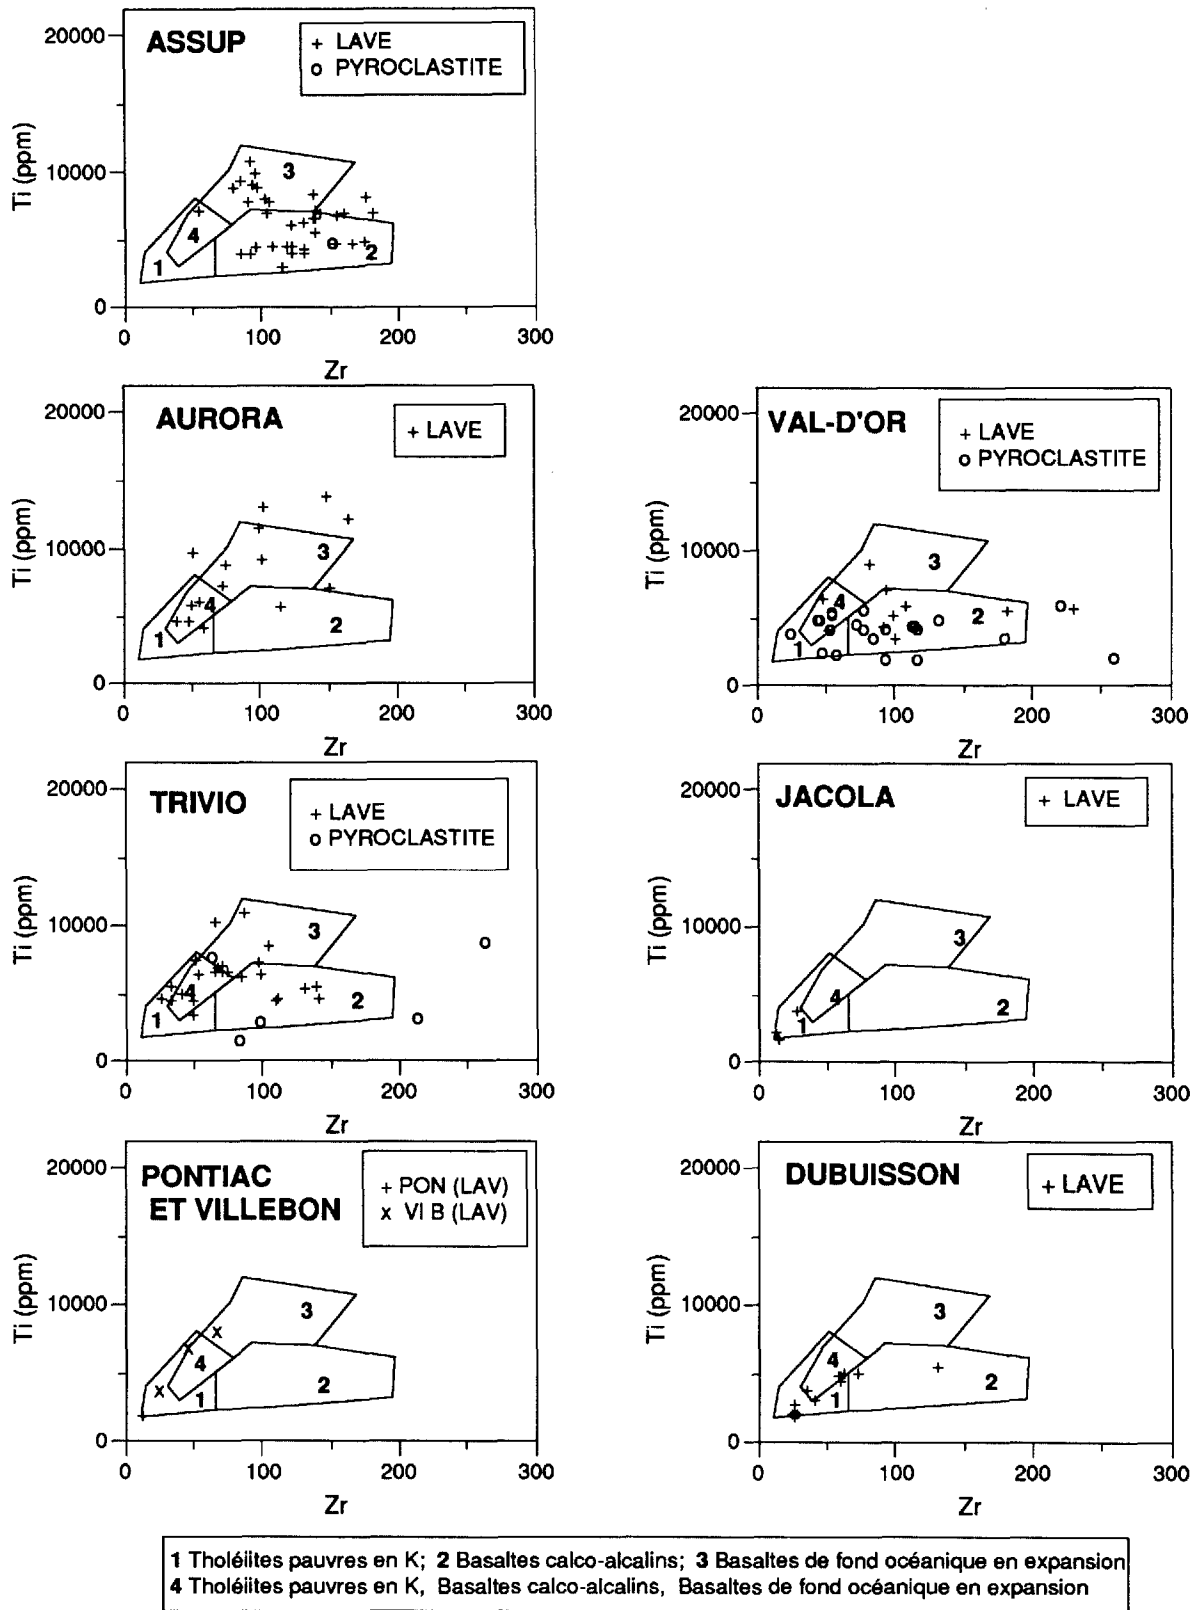 ASSUP
+ LAVE
o PYROCLASTITE
Ti (ppm)
20000
10000
0
3
4
1
2
0 100 200 300
Zr
AURORA
+ LAVE
Ti (ppm)
20000
10000
0
3
4
1
2
0 100 200 300
Zr
VAL-D'OR
+ LAVE
o PYROCLASTITE
Ti (ppm)
20000
10000
0
3
4
2
1
0 100 200 300
Zr
TRIVIO
+ LAVE
o PYROCLASTITE
Ti (ppm)
20000
10000
0
3
4
1
2
0 100 200 300
Zr
JACOLA
+ LAVE
Ti (ppm)
20000
10000
0
3
4
2
1
0 100 200 300
Zr
PONTIAC
ET VILLEBON
+ PON (LAV)
x VI B (LAV)
Ti (ppm)
20000
10000
0
3
4
2
1
0 100 200 300
Zr
DUBUISSON
+ LAVE
Ti (ppm)
20000
10000
0
3
4
2
1
0 100 200 300
Zr
1 Tholéiites pauvres en K; 2 Basaltes calco-alcalins; 3 Basaltes de fond océanique en expansion
4 Tholéiites pauvres en K, Basaltes calco-alcalins, Basaltes de fond océanique en expansion